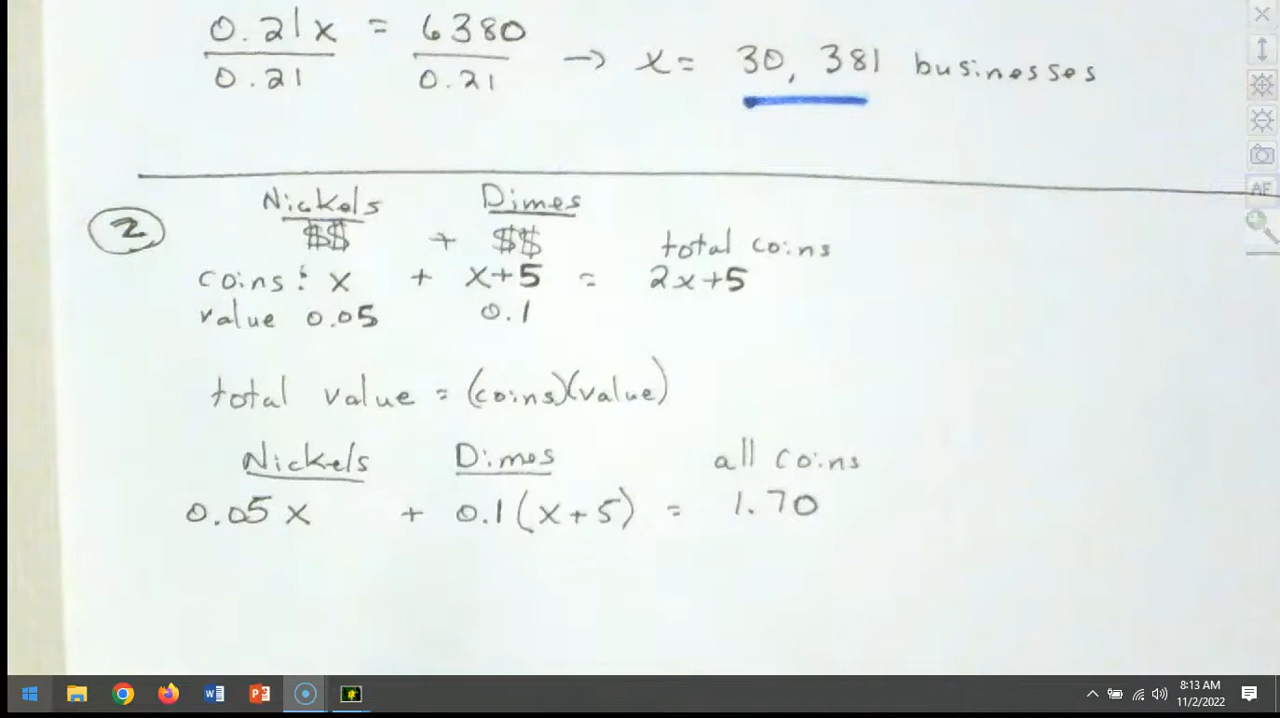 0.21x = 6380
0.21 0.21 → x = 30, 381 businesses
2 Nickels Dimes
$$ + $$ total coins
coins: x + x+5 = 2x+5
value 0.05 0.1
total value = (coins)(value)
Nickels Dimes all coins
0.05x + 0.1(x+5) = 1.70
AF
8:13 AM
11/2/2022